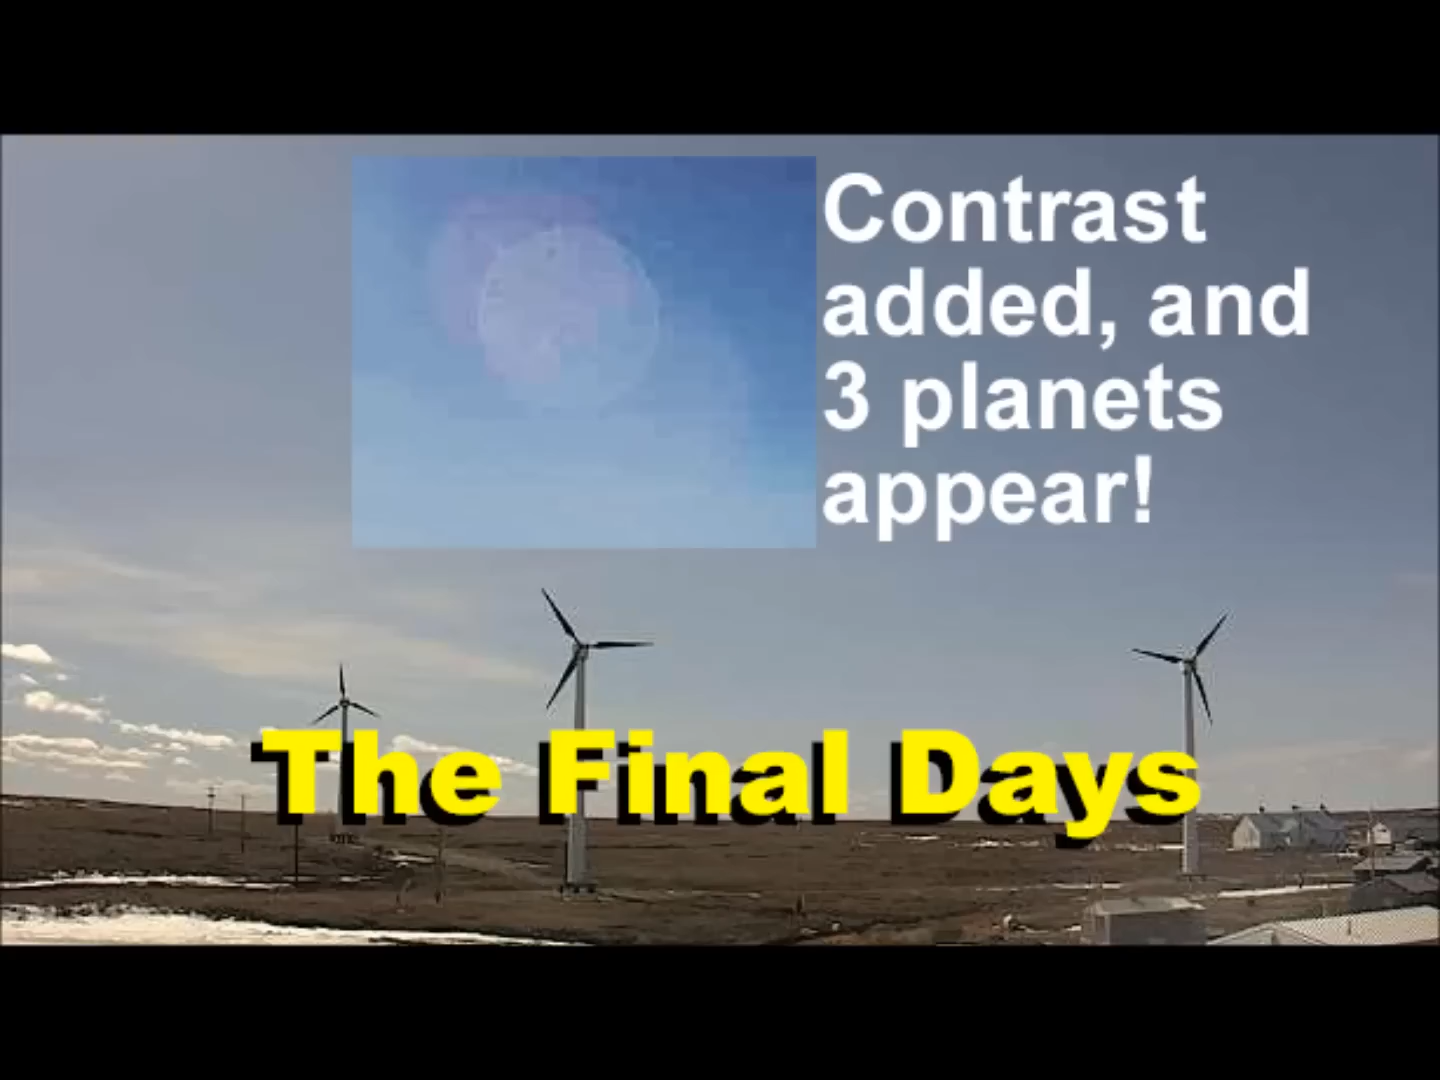 Contrast
added, and
3 planets
appear!
The Final Days